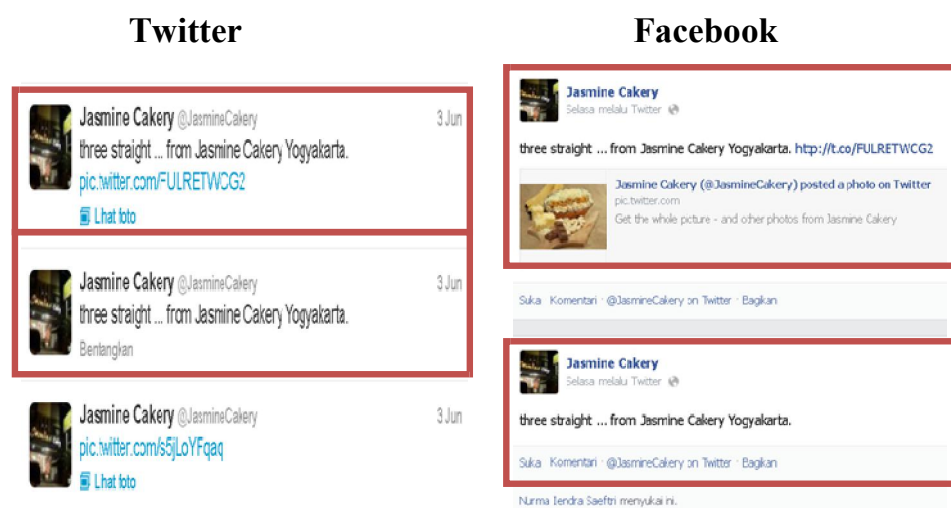 Twitter
Jasmine Cakery @JasmineCakery 3 Jun
three straight ... from Jasmine Cakery Yogyakarta.
pic.twitter.com/FULRETWCG2
Lihat foto
Jasmine Cakery @JasmineCakery 3 Jun
three straight ... from Jasmine Cakery Yogyakarta.
Bentangkan
Jasmine Cakery @JasmineCakery 3 Jun
pic.twitter.com/s5jLoYFqaq
Lihat foto
Facebook
Jasmine Cakery
Selasa melalui Twitter
three straight ... from Jasmine Cakery Yogyakarta. http://t.co/FULRETWCG2
Jasmine Cakery (@JasmineCakery) posted a photo on Twitter
pic.twitter.com
Get the whole picture - and other photos from Jasmine Cakery
Suka · Komentari · @JasmineCakery on Twitter · Bagikan
Jasmine Cakery
Selasa melalui Twitter
three straight ... from Jasmine Cakery Yogyakarta.
Suka · Komentari · @JasmineCakery on Twitter · Bagikan
Nurma Iendra Saeftri menyukai ini.